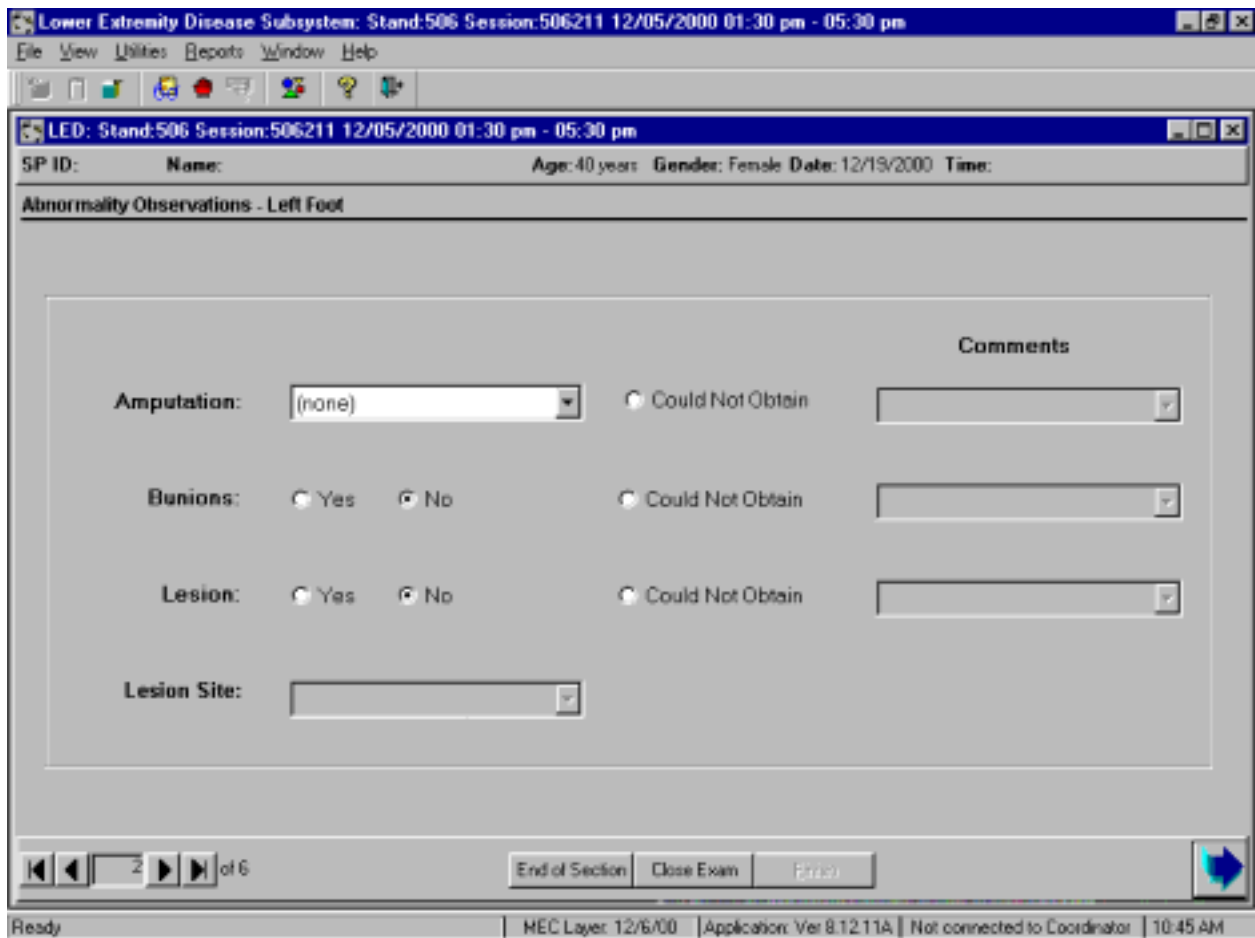 Lower Extremity Disease Subsystem: Stand:506 Session:506211 12/05/2000 01:30 pm - 05:30 pm
File View Utilities Reports Window Help
LED: Stand:506 Session:506211 12/05/2000 01:30 pm - 05:30 pm
SP ID: Name: Age: 40 years Gender: Female Date: 12/19/2000 Time:
Abnormality Observations - Left Foot
Comments
Amputation: (none) Could Not Obtain
Bunions: Yes No Could Not Obtain
Lesion: Yes No Could Not Obtain
Lesion Site:
2 of 6 End of Section Close Exam Finish
Ready MEC Layer: 12/6/00 Application: Ver 8.12.11A Not connected to Coordinator 10:45 AM